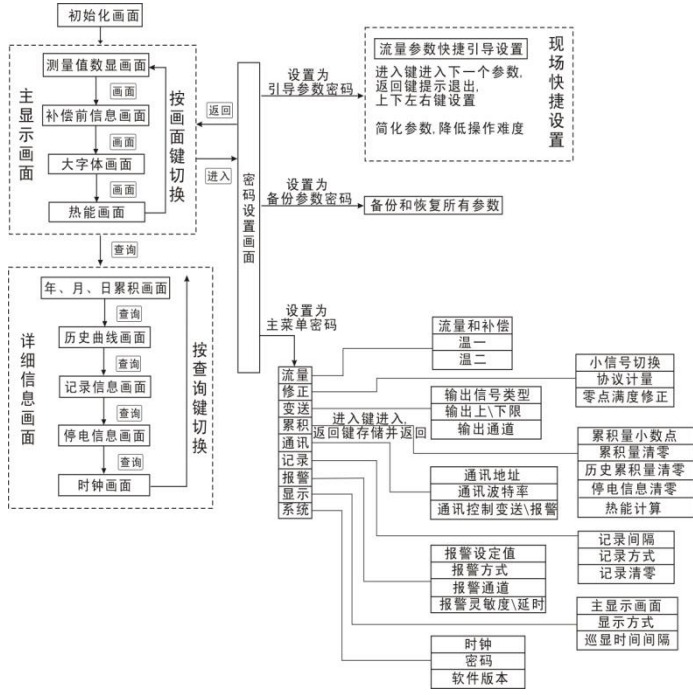 初始化画面
测量值数显画面
画面
补偿前信息画面
画面
大字体画面
画面
热能画面
主显示画面
按画面键切换
查询
年、月、日累积画面
查询
历史曲线画面
查询
记录信息画面
查询
停电信息画面
查询
时钟画面
详细信息画面
按查询键切换
返回
进入
密码设置画面
设置为
引导参数密码
流量参数快捷引导设置
进入键进入下一个参数,
返回键提示退出,
上下左右键设置
简化参数,降低操作难度
现场快捷设置
设置为
备份参数密码
备份和恢复所有参数
设置为
主菜单密码
流量
修正
变送
累积
通讯
记录
报警
显示
系统
进入键进入,
返回键存储并返回
流量和补偿
温一
温二
小信号切换
协议计量
零点满度修正
输出信号类型
输出上\下限
输出通道
累积量小数点
累积量清零
历史累积量清零
停电信息清零
热能计算
通讯地址
通讯波特率
通讯控制变送\报警
记录间隔
记录方式
记录清零
报警设定值
报警方式
报警通道
报警灵敏度\延时
主显示画面
显示方式
巡显时间间隔
时钟
密码
软件版本